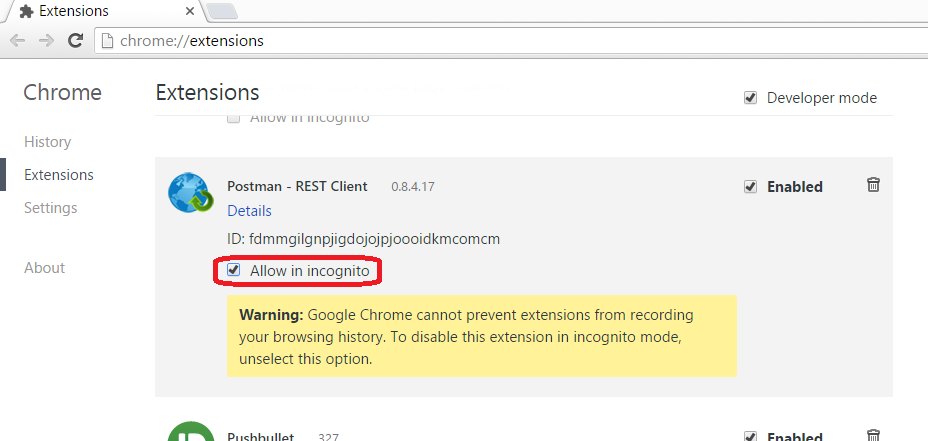 Extensions
chrome://extensions
Chrome
Extensions
Developer mode
Allow in incognito
History
Extensions
Settings
About
Postman - REST Client 0.8.4.17
Enabled
Details
ID: fdmmgilgnpjigdojojpjoooidkmcomcm
Allow in incognito
Warning: Google Chrome cannot prevent extensions from recording
your browsing history. To disable this extension in incognito mode,
unselect this option.
Pushbullet 327
Enabled